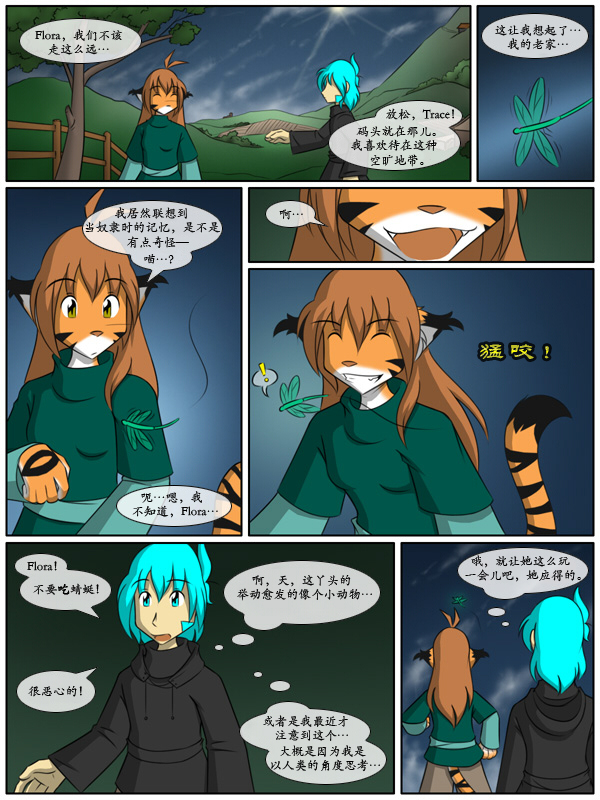 Flora，我们不该
走这么远…
放松，Trace！
码头就在那儿。
我喜欢待在这种
空旷地带。
这让我想起了…
我的老家…
我居然联想到
当奴隶时的记忆，是不是
有点奇怪—
喵…？
呃…嗯，我
不知道，Flora…
啊…
!
猛咬！
Flora！
不要吃蜻蜓！
很恶心的！
啊，天，这丫头的
举动愈发的像个小动物…
或者是我最近才
注意到这个…
大概是因为我是
以人类的角度思考…
哦，就让她这么玩
一会儿吧，她应得的。